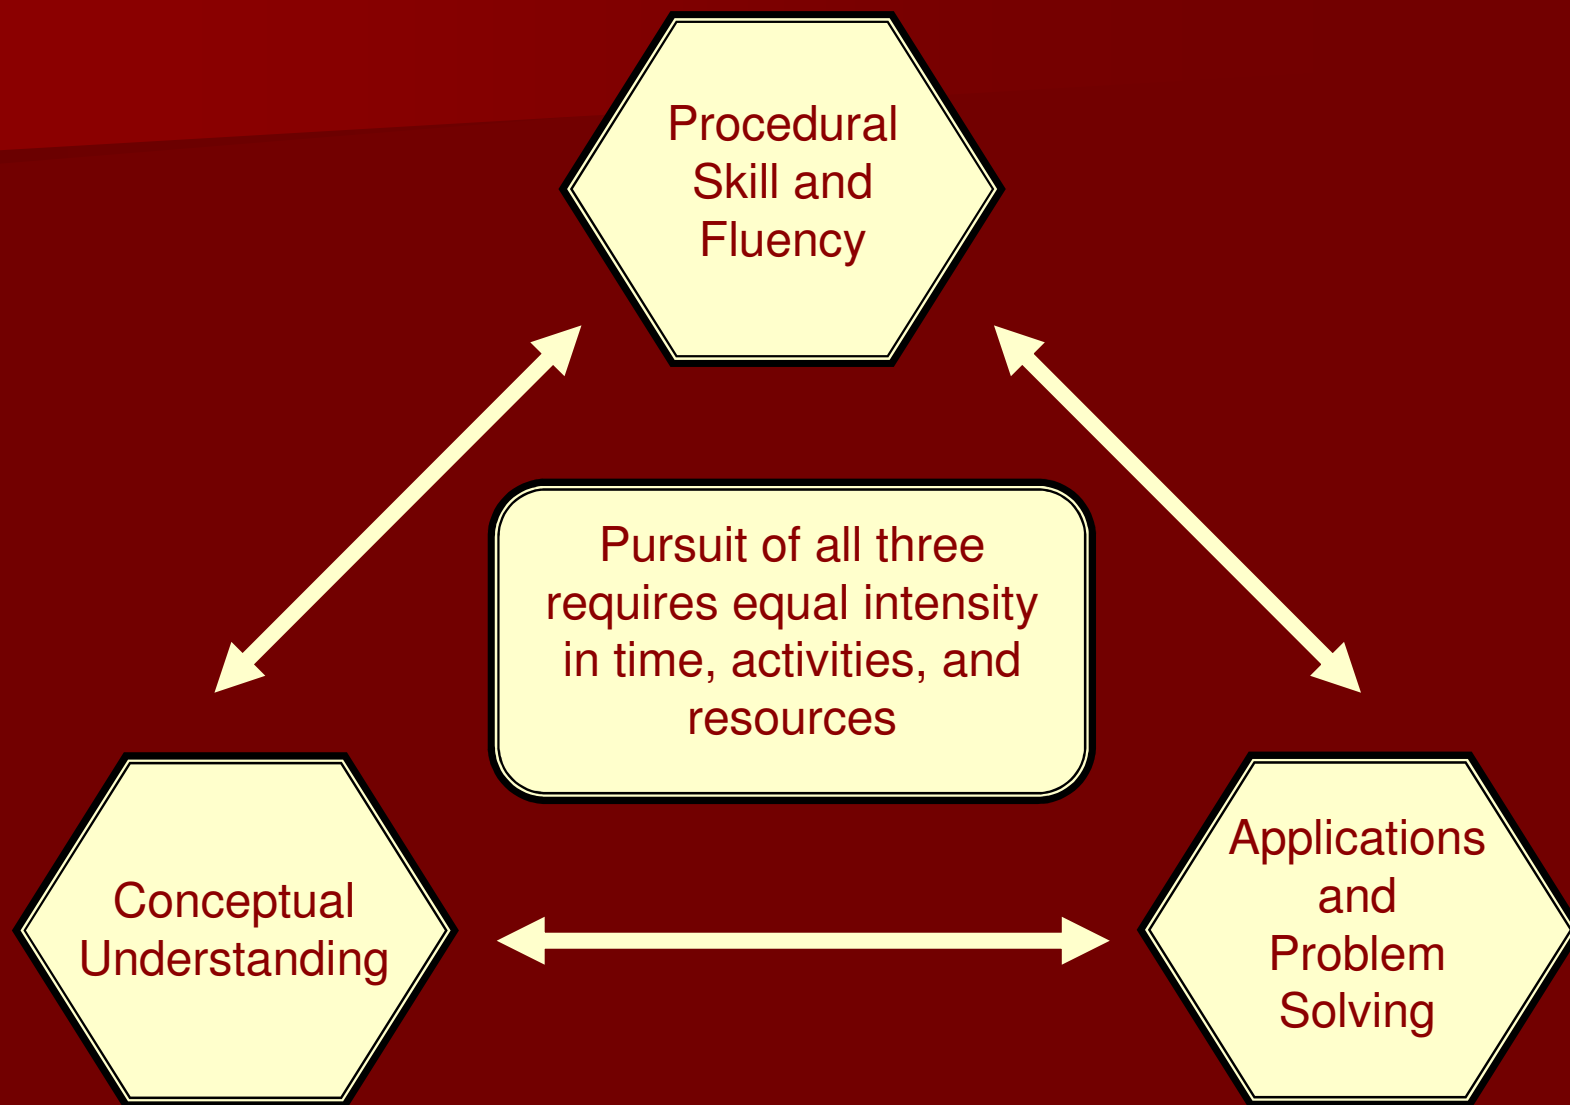 Procedural
Skill and
Fluency
Pursuit of all three
requires equal intensity
in time, activities, and
resources
Conceptual
Understanding
Applications
and
Problem
Solving